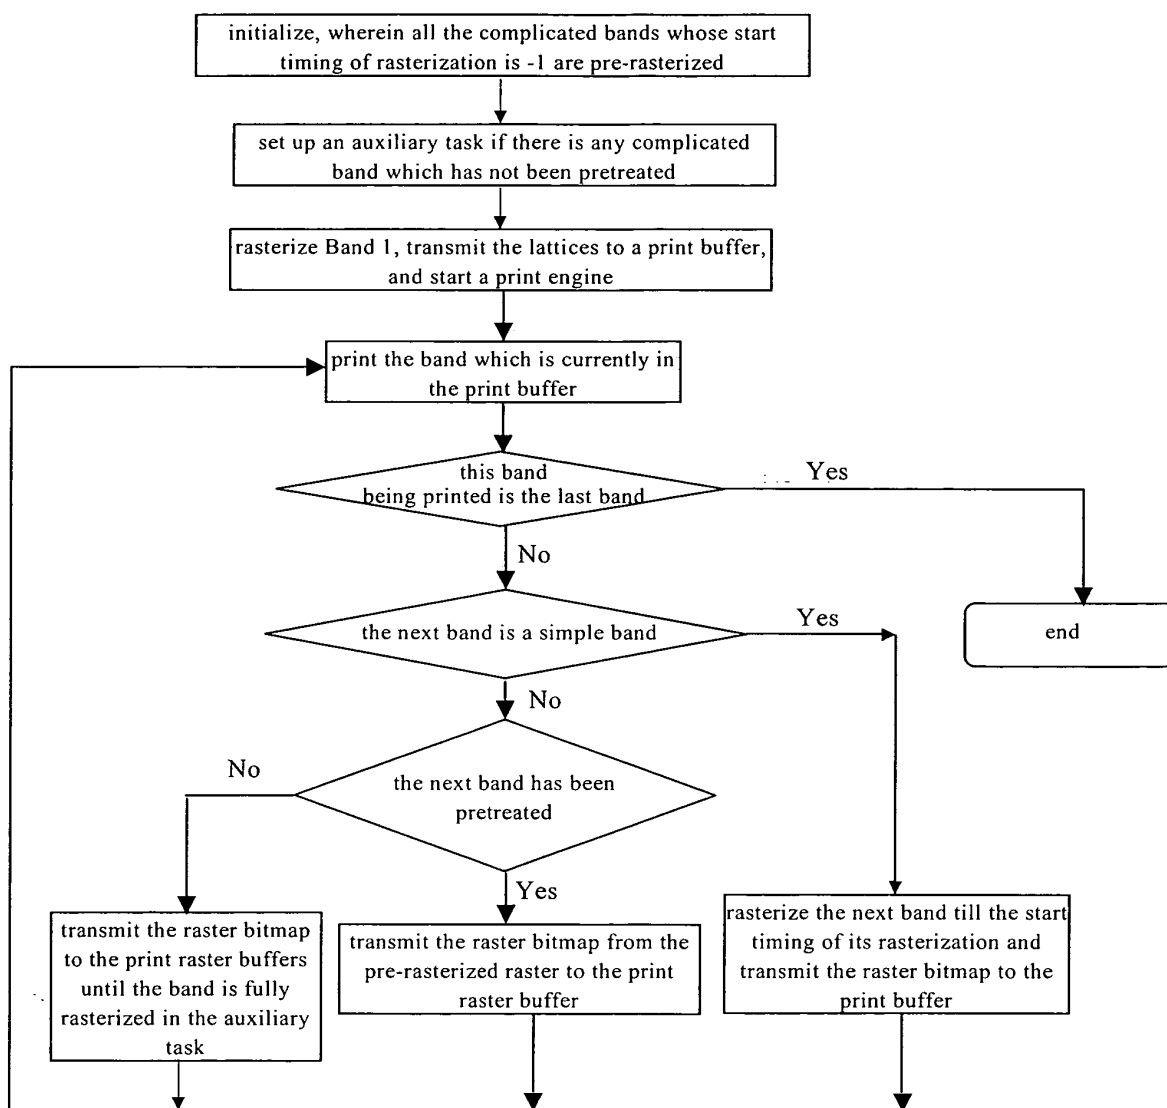 initialize, wherein all the complicated bands whose start
timing of rasterization is -1 are pre-rasterized
set up an auxiliary task if there is any complicated
band which has not been pretreated
rasterize Band 1, transmit the lattices to a print buffer,
and start a print engine
print the band which is currently in
the print buffer
this band
being printed is the last band
Yes
No
the next band is a simple band
Yes
end
No
the next band has been
pretreated
No
Yes
transmit the raster bitmap
to the print raster buffers
until the band is fully
rasterized in the auxiliary
task
transmit the raster bitmap from the
pre-rasterized raster to the print
raster buffer
rasterize the next band till the start
timing of its rasterization and
transmit the raster bitmap to the
print buffer